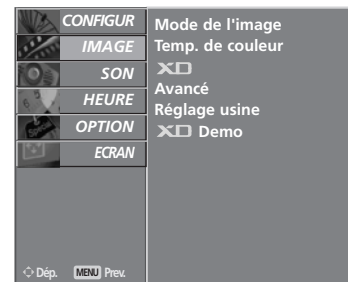 CONFIGUR
IMAGE
SON
HEURE
OPTION
ECRAN
Dép. MENU Prev.
Mode de l'image
Temp. de couleur
XD
Avancé
Réglage usine
XD Demo